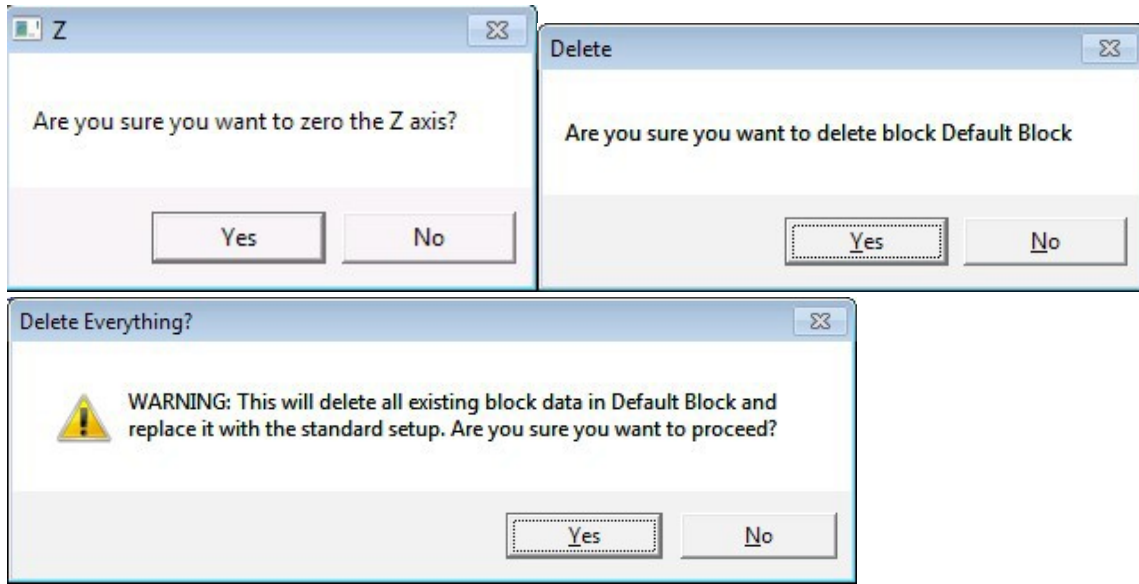 Z
Are you sure you want to zero the Z axis?
Yes No
Delete
Are you sure you want to delete block Default Block
Yes No
Delete Everything?
WARNING: This will delete all existing block data in Default Block and
replace it with the standard setup. Are you sure you want to proceed?
Yes No